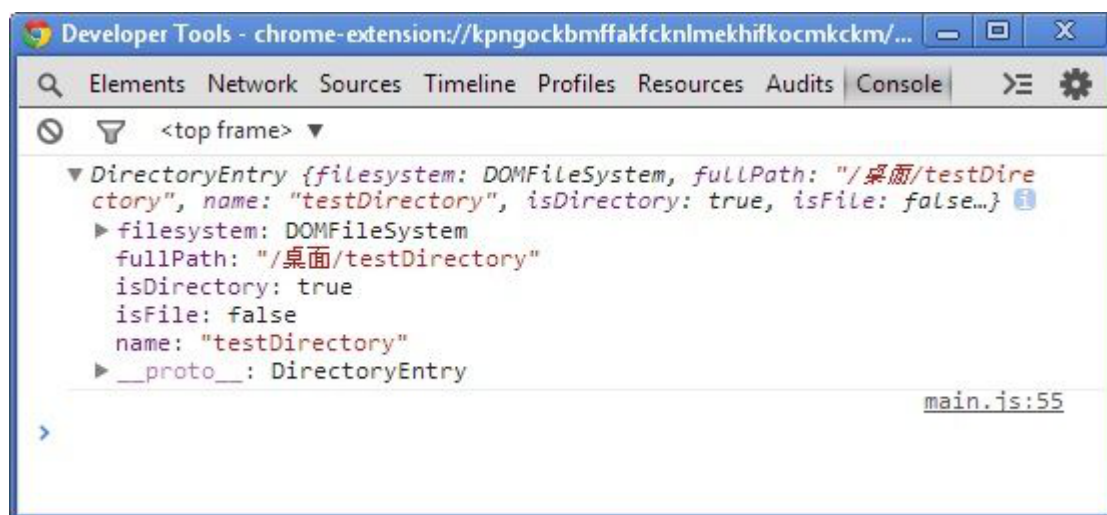 Developer Tools - chrome-extension://kpngockbmffakfcknlmekhifkocmkckm/...
Elements Network Sources Timeline Profiles Resources Audits Console
<top frame> ▼
▼ DirectoryEntry {filesystem: DOMFileSystem, fullPath: "/桌面/testDire
ctory", name: "testDirectory", isDirectory: true, isFile: false…}
▶ filesystem: DOMFileSystem
fullPath: "/桌面/testDirectory"
isDirectory: true
isFile: false
name: "testDirectory"
▶ __proto__: DirectoryEntry
main.js:55
>